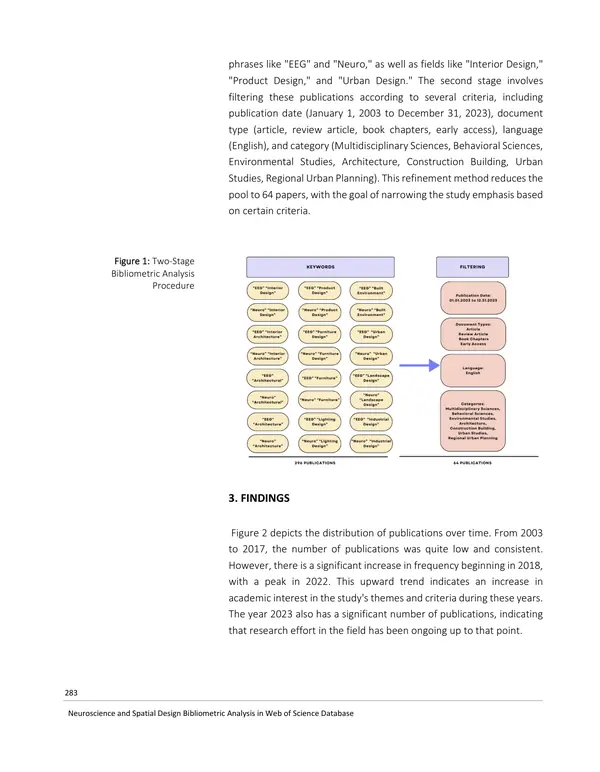 phrases like "EEG" and "Neuro," as well as fields like "Interior Design,"
"Product Design," and "Urban Design." The second stage involves
filtering these publications according to several criteria, including
publication date (January 1, 2003 to December 31, 2023), document
type (article, review article, book chapters, early access), language
(English), and category (Multidisciplinary Sciences, Behavioral Sciences,
Environmental Studies, Architecture, Construction Building, Urban
Studies, Regional Urban Planning). This refinement method reduces the
pool to 64 papers, with the goal of narrowing the study emphasis based
on certain criteria.
Figure 1: Two-Stage
Bibliometric Analysis
Procedure
KEYWORDS
"EEG" "Interior
Design"
"EEG" "Product
Design"
"EEG" "Built
Environment"
"Neuro" "Interior
Design"
"Neuro" "Product
Design"
"Neuro" "Built
Environment"
"EEG" "Interior
Architecture"
"EEG" "Furniture
Design"
"EEG" "Urban
Design"
"Neuro" "Interior
Architecture"
"Neuro" "Furniture
Design"
"Neuro" "Urban
Design"
"EEG"
"Architectural"
"EEG" "Furniture"
"EEG" "Landscape
Design"
"Neuro"
"Architectural"
"Neuro" "Furniture"
"Neuro"
"Landscape
Design"
"EEG"
"Architecture"
"EEG" "Lighting
Design"
"EEG" "Industrial
Design"
"Neuro"
"Architecture"
"Neuro" "Lighting
Design"
"Neuro" "Industrial
Design"
396 PUBLICATIONS
FILTERING
Publication Date:
01.01.2003 to 12.31.2023
Document Types:
Article
Review Article
Book Chapters
Early Access
Language:
English
Categories:
Multidisciplinary Sciences,
Behavioral Sciences,
Environmental Studies,
Architecture,
Construction Building,
Urban Studies,
Regional Urban Planning
64 PUBLICATIONS
3. FINDINGS
Figure 2 depicts the distribution of publications over time. From 2003
to 2017, the number of publications was quite low and consistent.
However, there is a significant increase in frequency beginning in 2018,
with a peak in 2022. This upward trend indicates an increase in
academic interest in the study's themes and criteria during these years.
The year 2023 also has a significant number of publications, indicating
that research effort in the field has been ongoing up to that point.
283
Neuroscience and Spatial Design Bibliometric Analysis in Web of Science Database